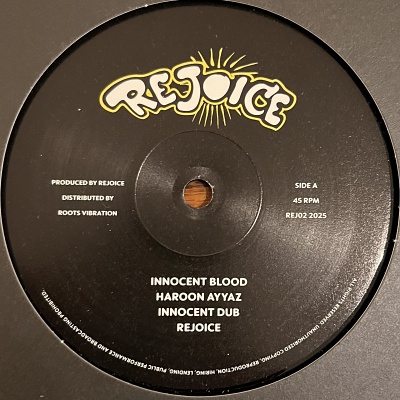 REJOICE
PRODUCED BY REJOICE
DISTRIBUTED BY
ROOTS VIBRATION
SIDE A
45 RPM
REJ02 2025
INNOCENT BLOOD
HAROON AYYAZ
INNOCENT DUB
REJOICE
ALL RIGHTS RESERVED. UNAUTHORISED COPYING, REPRODUCTION, HIRING, LENDING, PUBLIC PERFORMANCE AND BROADCASTING PROHIBITED.